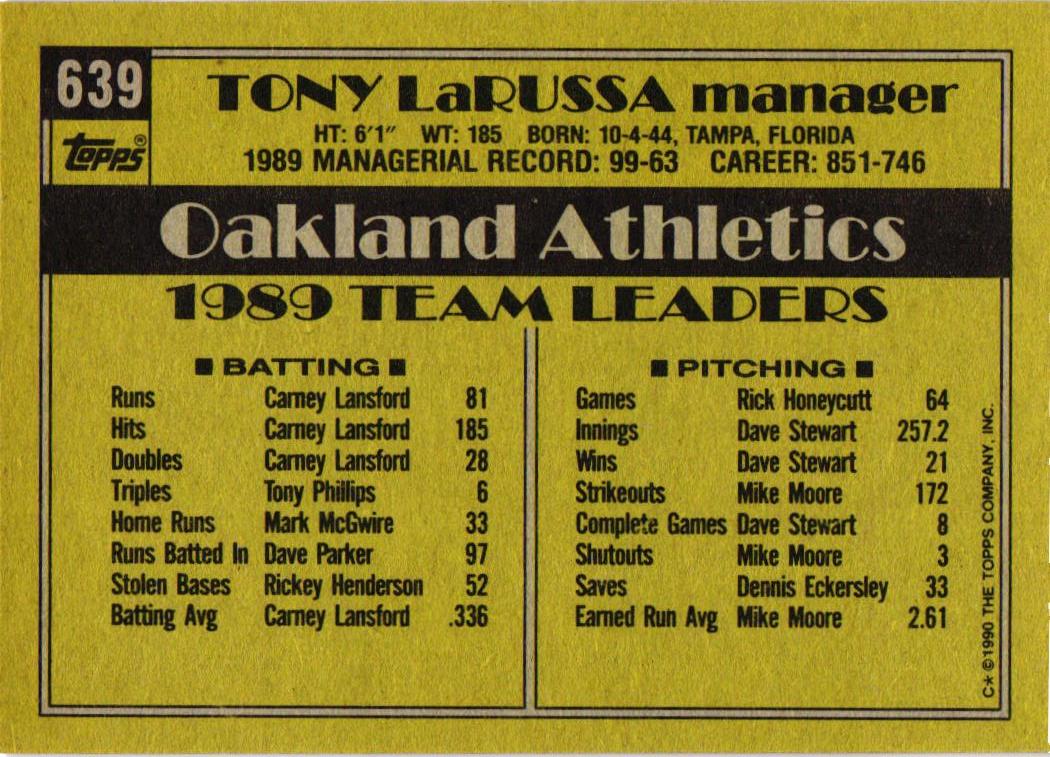 639
topps®
TONY LaRUSSA manager
HT: 6'1" WT: 185 BORN: 10-4-44, TAMPA, FLORIDA
1989 MANAGERIAL RECORD: 99-63 CAREER: 851-746
Oakland Athletics
1989 TEAM LEADERS
■ BATTING ■
Runs Carney Lansford 81
Hits Carney Lansford 185
Doubles Carney Lansford 28
Triples Tony Phillips 6
Home Runs Mark McGwire 33
Runs Batted In Dave Parker 97
Stolen Bases Rickey Henderson 52
Batting Avg Carney Lansford .336
■ PITCHING ■
Games Rick Honeycutt 64
Innings Dave Stewart 257.2
Wins Dave Stewart 21
Strikeouts Mike Moore 172
Complete Games Dave Stewart 8
Shutouts Mike Moore 3
Saves Dennis Eckersley 33
Earned Run Avg Mike Moore 2.61
C* © 1990 THE TOPPS COMPANY, INC.